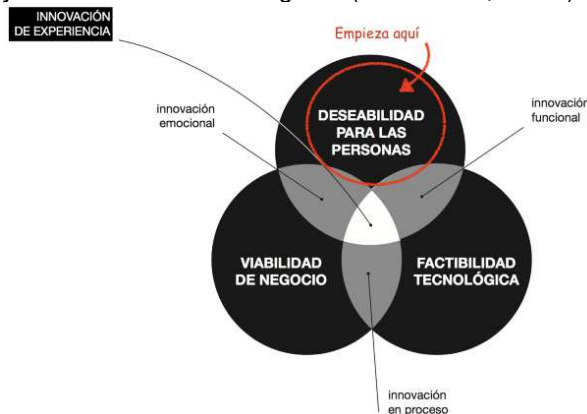 INNOVACIÓN
DE EXPERIENCIA
Empieza aquí
innovación
emocional
DESEABILIDAD
PARA LAS
PERSONAS
innovación
funcional
VIABILIDAD
DE NEGOCIO
FACTIBILIDAD
TECNOLÓGICA
innovación
en proceso